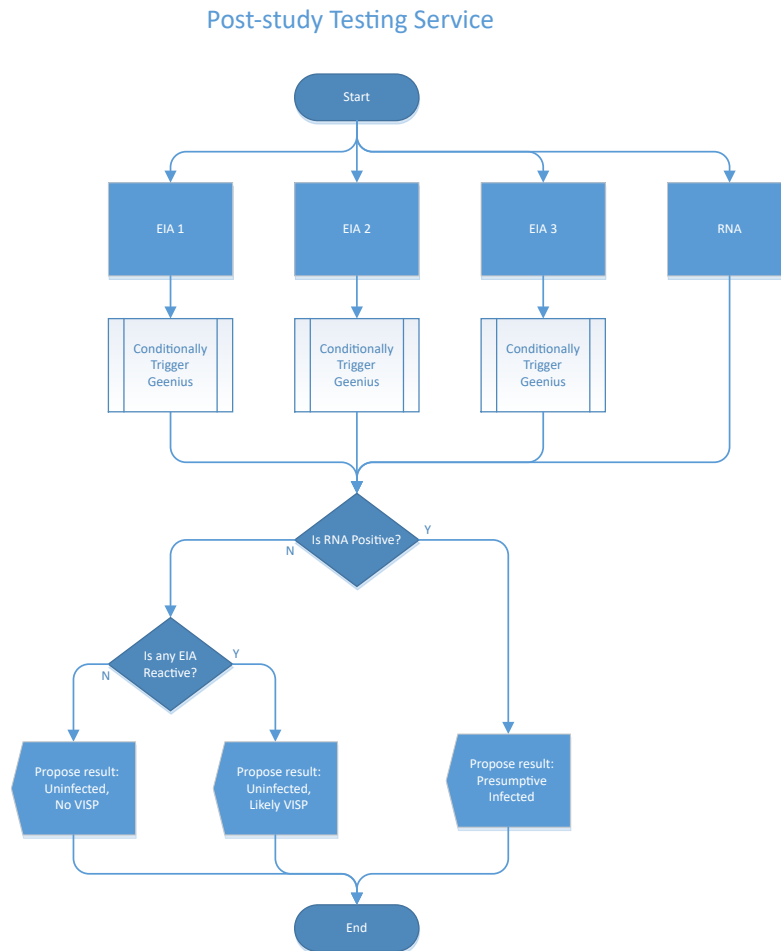 Post-study Testing Service
Start
EIA 1
EIA 2
EIA 3
RNA
Conditionally
Trigger
Geenius
Conditionally
Trigger
Geenius
Conditionally
Trigger
Geenius
Is RNA Positive?
N
Y
Is any EIA
Reactive?
N
Y
Propose result:
Uninfected,
No VISP
Propose result:
Uninfected,
Likely VISP
Propose result:
Presumptive
Infected
End